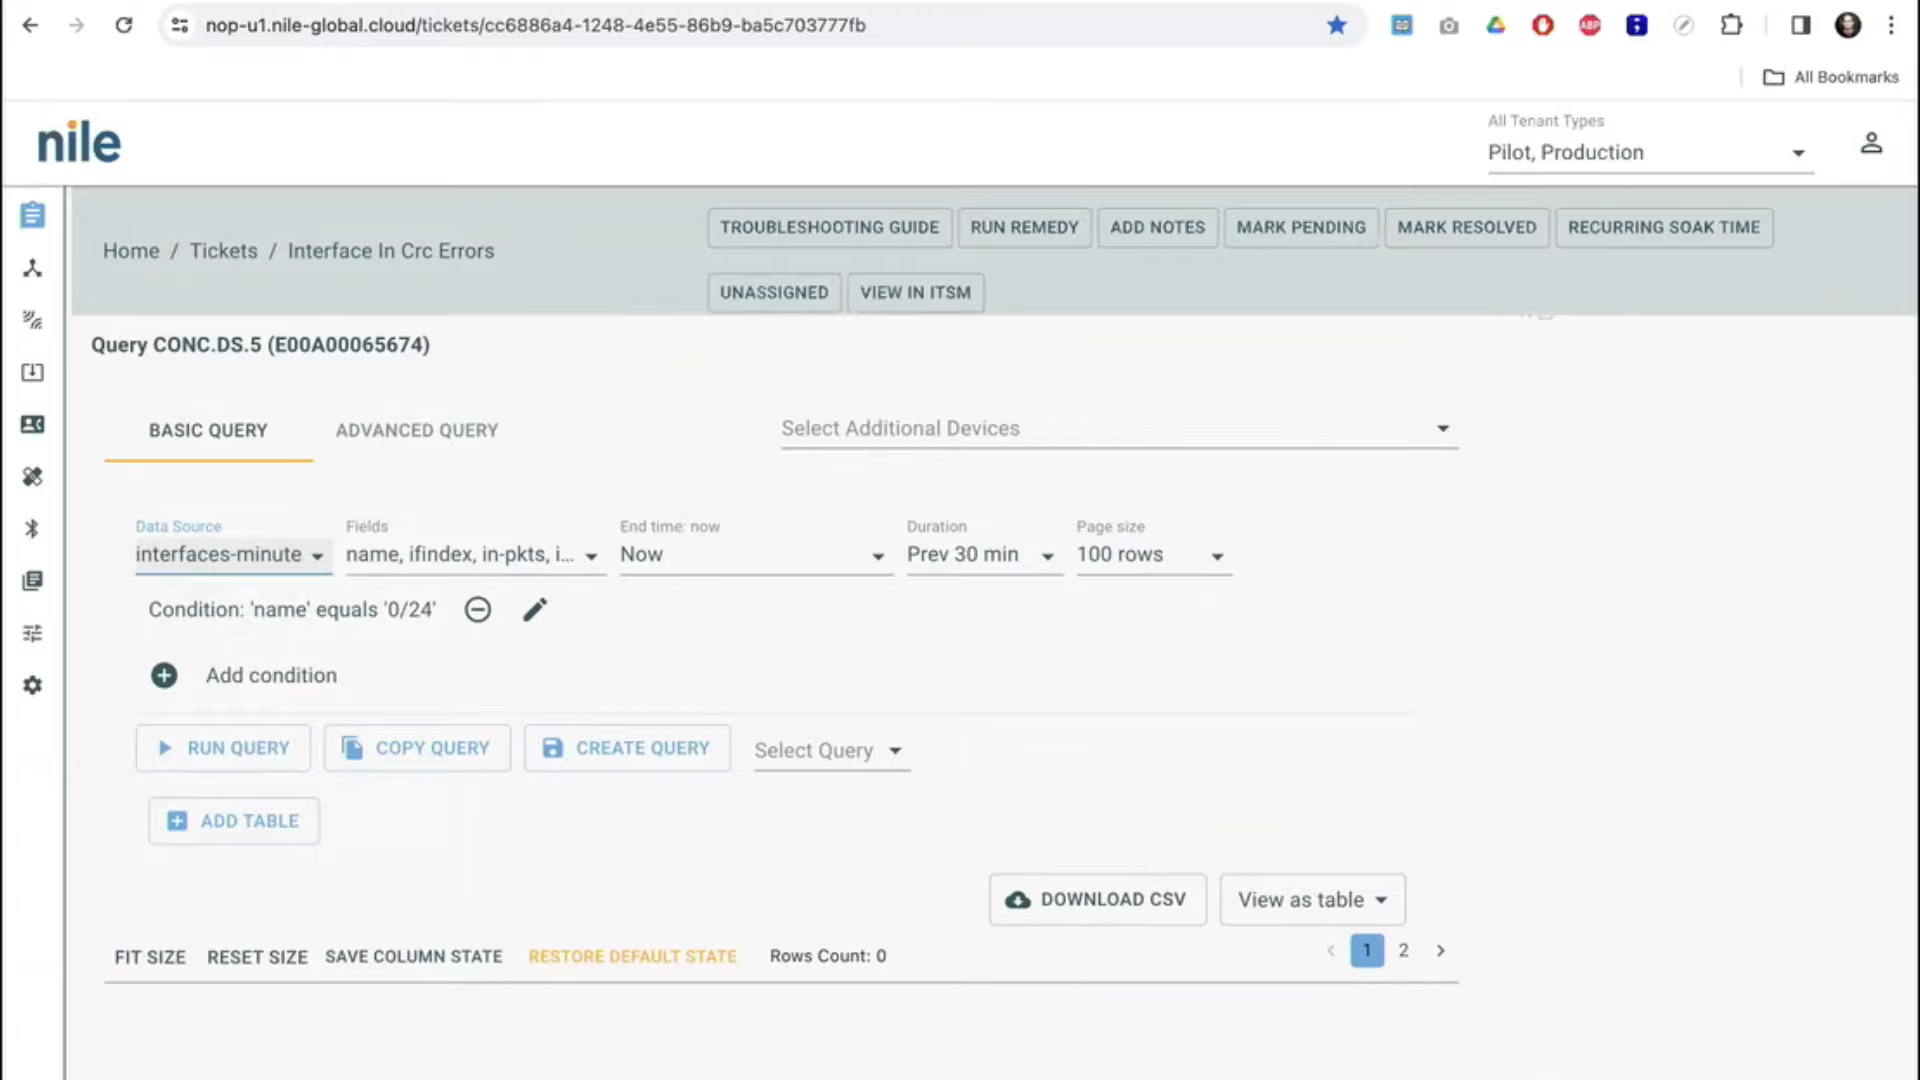 nop-u1.nile-global.cloud/tickets/cc6886a4-1248-4e55-86b9-ba5c703777fb
ABP
All Bookmarks
nile
All Tenant Types
Pilot, Production
Home / Tickets / Interface In Crc Errors
TROUBLESHOOTING GUIDE RUN REMEDY ADD NOTES MARK PENDING MARK RESOLVED RECURRING SOAK TIME
UNASSIGNED VIEW IN ITSM
Query CONC.DS.5 (E00A00065674)
BASIC QUERY ADVANCED QUERY Select Additional Devices
Data Source Fields End time: now Duration Page size
interfaces-minute name, ifindex, in-pkts, i... Now Prev 30 min 100 rows
Condition: 'name' equals '0/24'
Add condition
RUN QUERY COPY QUERY CREATE QUERY Select Query
ADD TABLE
DOWNLOAD CSV View as table
FIT SIZE RESET SIZE SAVE COLUMN STATE RESTORE DEFAULT STATE Rows Count: 0 < 1 2 >